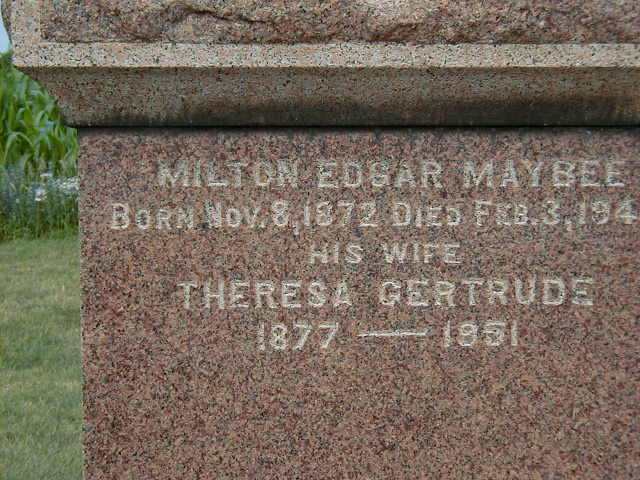 MILTON EDGAR MAYBEE
BORN NOV. 8, 1872 DIED FEB. 3, 194
HIS WIFE
THERESA GERTRUDE
1877 — 1951